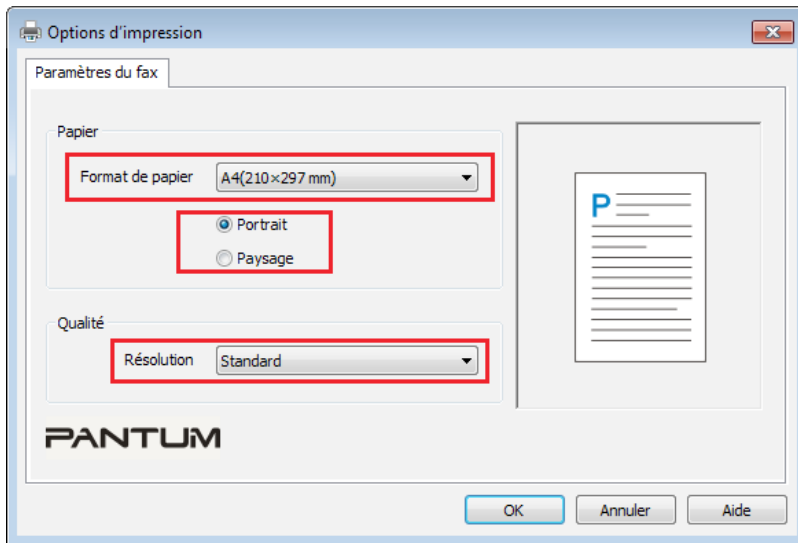 Options d'impression
Paramètres du fax
Papier
Format de papier A4(210×297 mm)
Portrait
Paysage
P
Qualité
Résolution Standard
PANTUM
OK Annuler Aide